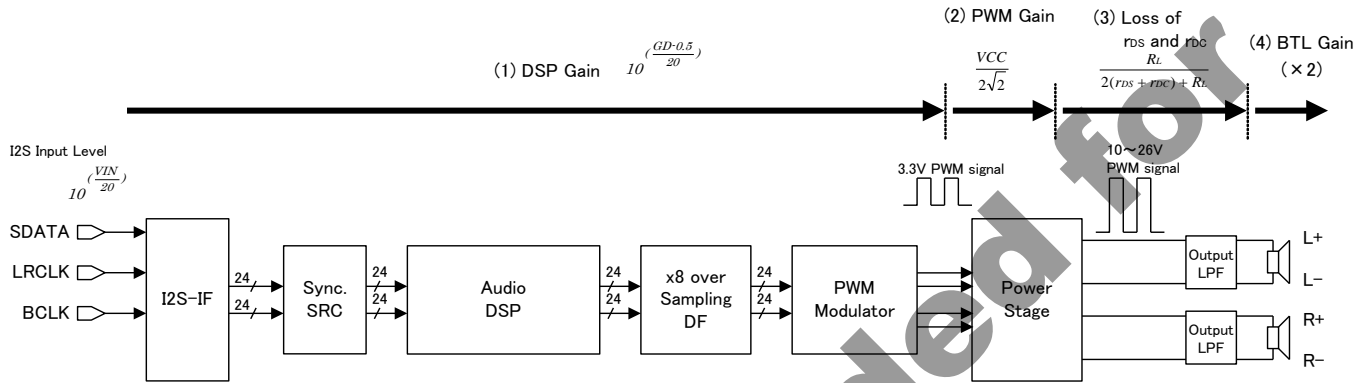 (1) DSP Gain 10^(GD-0.5/20)
(2) PWM Gain
VCC
2√2
(3) Loss of
rDS and rDC
RL
2(rDS + rDC) + RL
(4) BTL Gain
(×2)
I2S Input Level
10^(VIN/20)
3.3V PWM signal
10～26V
PWM signal
SDATA
LRCLK
BCLK
I2S-IF
24
24
Sync.
SRC
24
24
Audio
DSP
24
24
x8 over
Sampling
DF
24
24
PWM
Modulator
Power
Stage
Output
LPF
L+
L-
Output
LPF
R+
R-
ded for